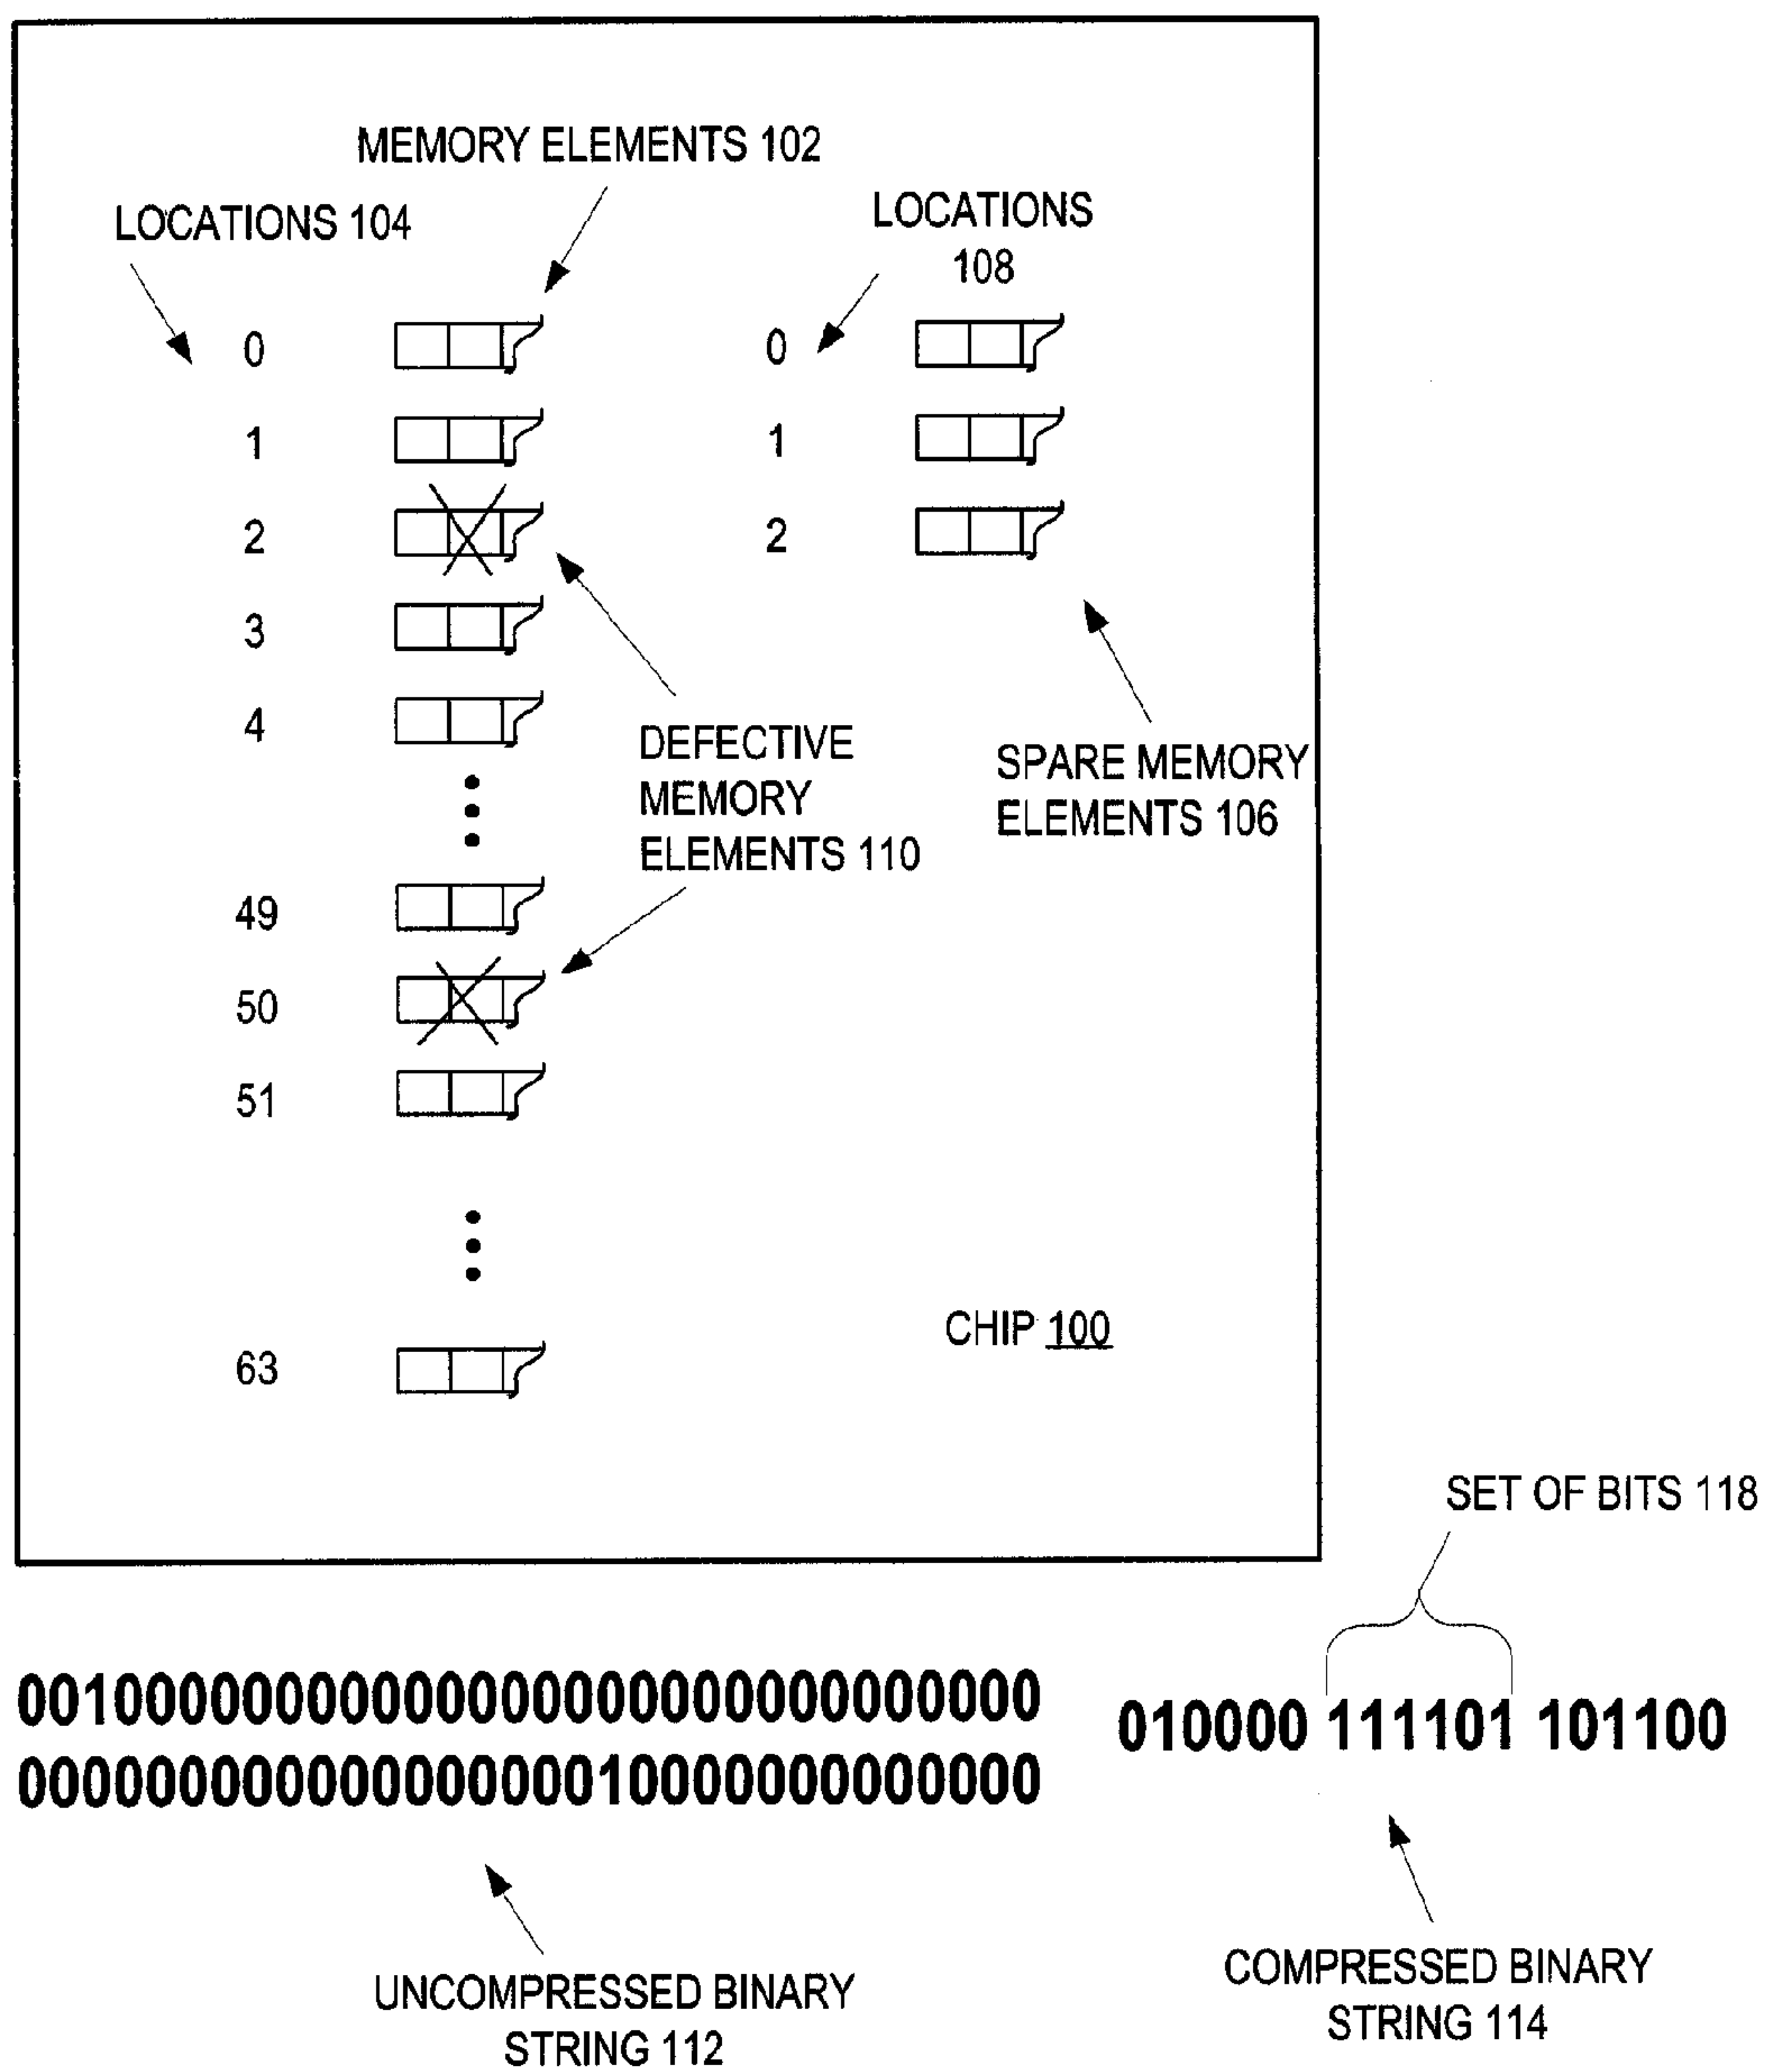 MEMORY ELEMENTS 102
LOCATIONS 104
LOCATIONS
108
0
0
1
1
2
2
3
4
DEFECTIVE
MEMORY
ELEMENTS 110
SPARE MEMORY
ELEMENTS 106
49
50
51
63
CHIP 100
SET OF BITS 118
00100000000000000000000000000000
00000000000000000010000000000000
010000 111101 101100
UNCOMPRESSED BINARY
STRING 112
COMPRESSED BINARY
STRING 114